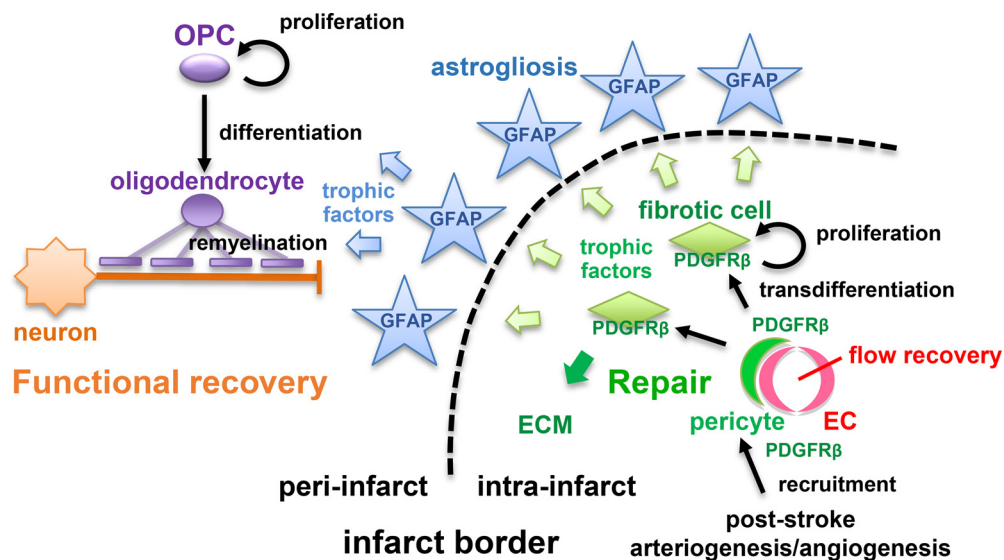 proliferation
OPC
differentiation
oligodendrocyte
remyelination
neuron
Functional recovery
astrogliosis
GFAP
GFAP
GFAP
GFAP
GFAP
trophic
factors
fibrotic cell
trophic
factors
PDGFRβ
proliferation
transdifferentiation
PDGFRβ
PDGFRβ
flow recovery
Repair
pericyte
EC
PDGFRβ
ECM
recruitment
peri-infarct
intra-infarct
infarct border
post-stroke
arteriogenesis/angiogenesis